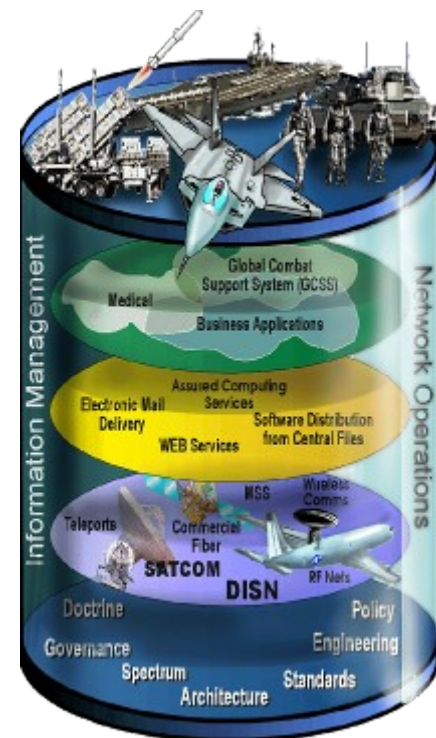 Information Management
Network Operations
Global Combat
Support System (GCSS)
Medical
Business Applications
Assured Computing
Services
Electronic Mail
Delivery
Software Distribution
from Central Files
WEB Services
MSS
Wireless
Comms
Teleports
Commercial
Fiber
SATCOM
RF Nets
DISN
Doctrine
Policy
Governance
Engineering
Spectrum
Standards
Architecture